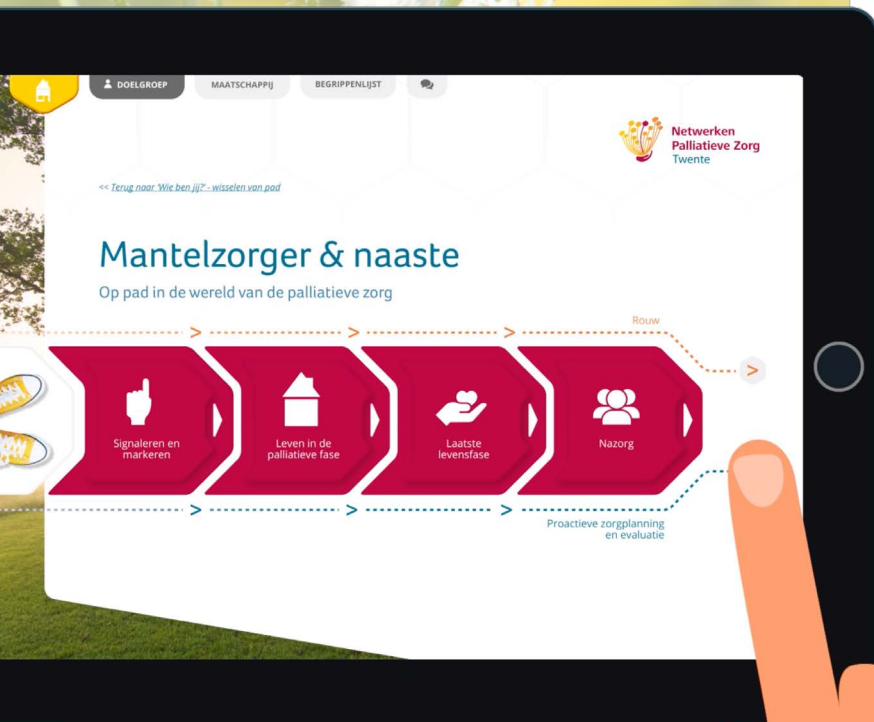 DOELGROEP
MAATSCHAPPIJ
BEGRIPPENLIJST
Netwerken
Palliatieve Zorg
Twente
<< Terug naar 'Wie ben jij?' - wisselen van pad
Mantelzorger & naaste
Op pad in de wereld van de palliatieve zorg
Rouw
Signaleren en
markeren
Leven in de
palliatieve fase
Laatste
levensfase
Nazorg
Proactieve zorgplanning
en evaluatie